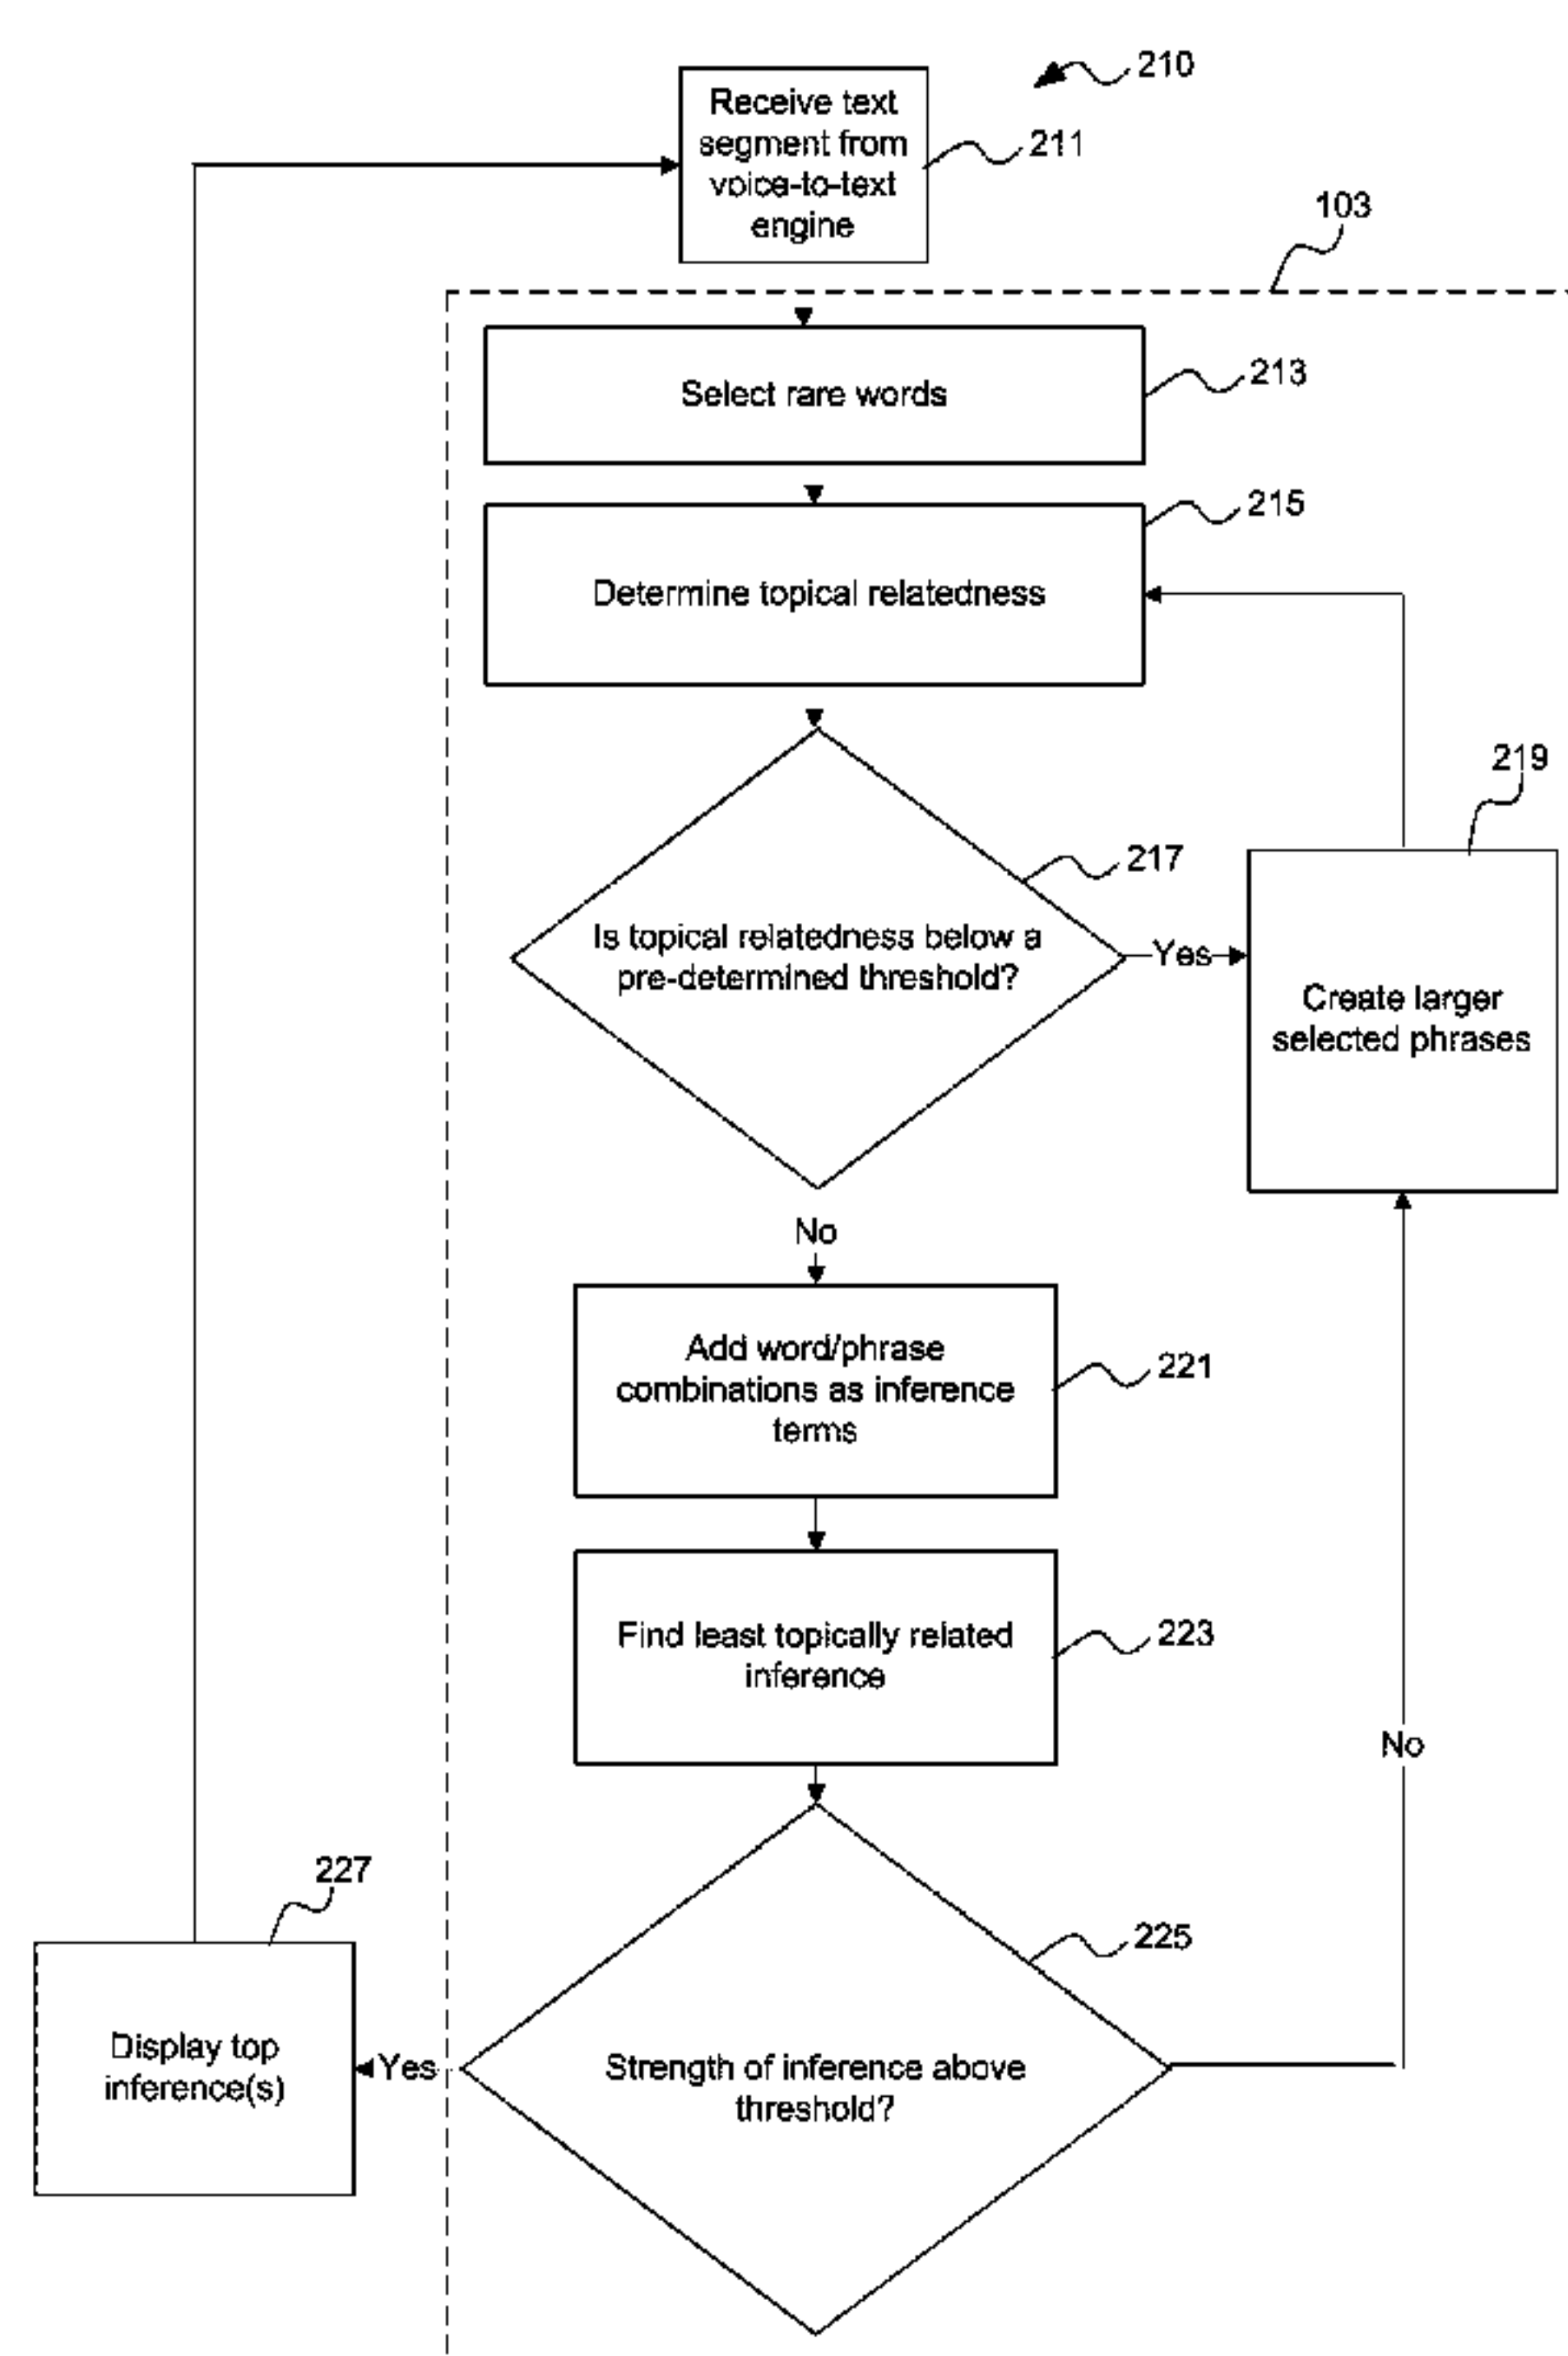 210
Receive text
segment from
voice-to-text
engine
211
103
Select rare words
213
215
Determine topical relatedness
219
217
Is topical relatedness below a
pre-determined threshold?
Yes
Create larger
selected phrases
No
Add word/phrase
combinations as inference
terms
221
Find least topically related
inference
223
No
227
225
Display top
inference(s)
Yes
Strength of inference above
threshold?